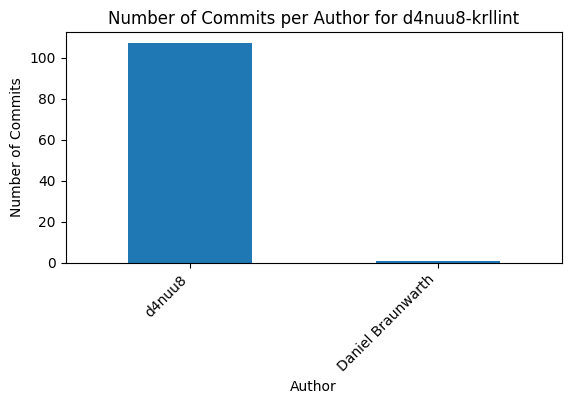 Number of Commits per Author for d4nuu8-krllint
Number of Commits
100
80
60
40
20
0
d4nuu8
Daniel Braunwarth
Author